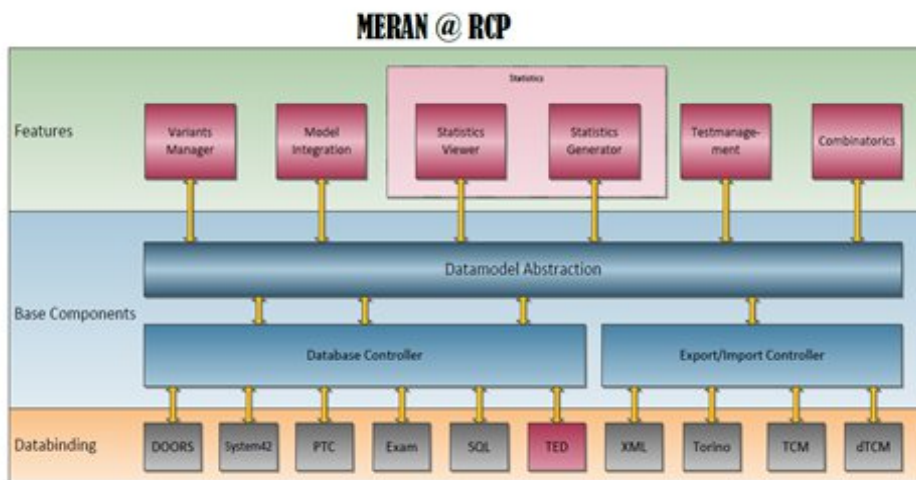 MERAN @ RCP
Statistics
Features
Variants
Manager
Model
Integration
Statistics
Viewer
Statistics
Generator
Testmanage-
ment
Combinatorics
Datamodel Abstraction
Base Components
Database Controller
Export/Import Controller
Databinding
DOORS
System42
PTC
Exam
SQL
TED
XML
Torino
TCM
dTCM